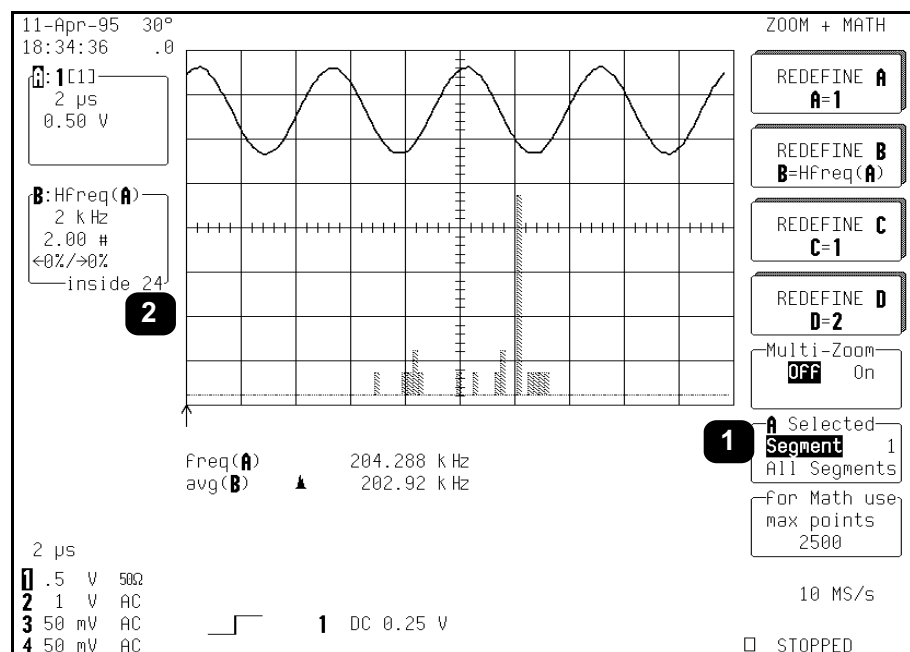 11-Apr-95 30°
18:34:36 .0
A:1[1]
2 µs
0.50 V
B:Hfreq(A)
2 kHz
2.00 #
←0%/→0%
inside 24
2
freq(A) 204.288 kHz
avg(B) 202.92 kHz
2 µs
1 .5 V 50Ω
2 1 V AC
3 50 mV AC
4 50 mV AC
1 DC 0.25 V
ZOOM + MATH
REDEFINE A
A=1
REDEFINE B
B=Hfreq(A)
REDEFINE C
C=1
REDEFINE D
D=2
Multi-Zoom
Off On
1
A Selected
Segment 1
All Segments
for Math use
max points
2500
10 MS/s
□ STOPPED